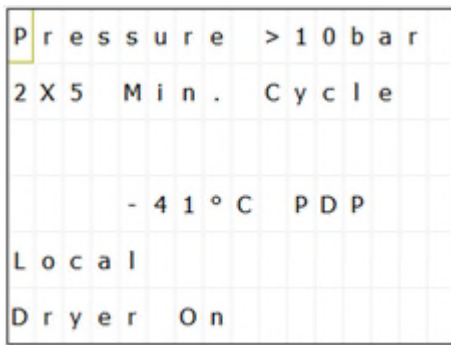 Pressure >10bar
2X5 Min. Cycle
-41°C PDP
Local
Dryer On